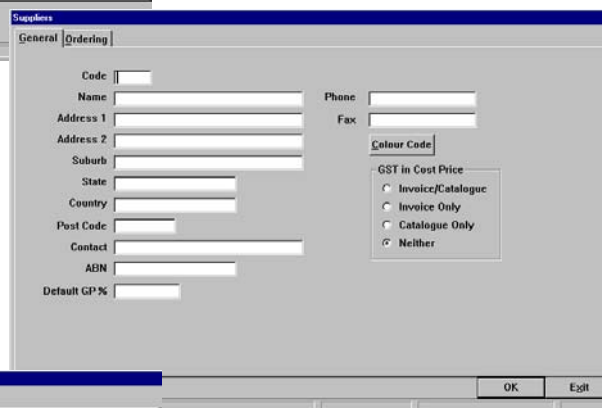 Suppliers
General Ordering
Code
Name
Address 1
Address 2
Suburb
State
Country
Post Code
Contact
ABN
Default GP %
Phone
Fax
Colour Code
GST in Cost Price
Invoice/Catalogue
Invoice Only
Catalogue Only
Neither
OK Exit